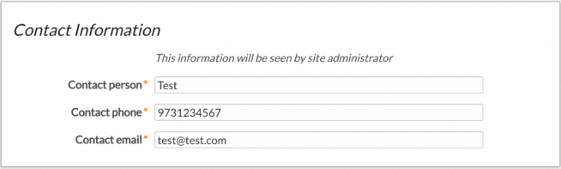 Contact Information
This information will be seen by site administrator
Contact person* Test
Contact phone* 9731234567
Contact email* test@test.com